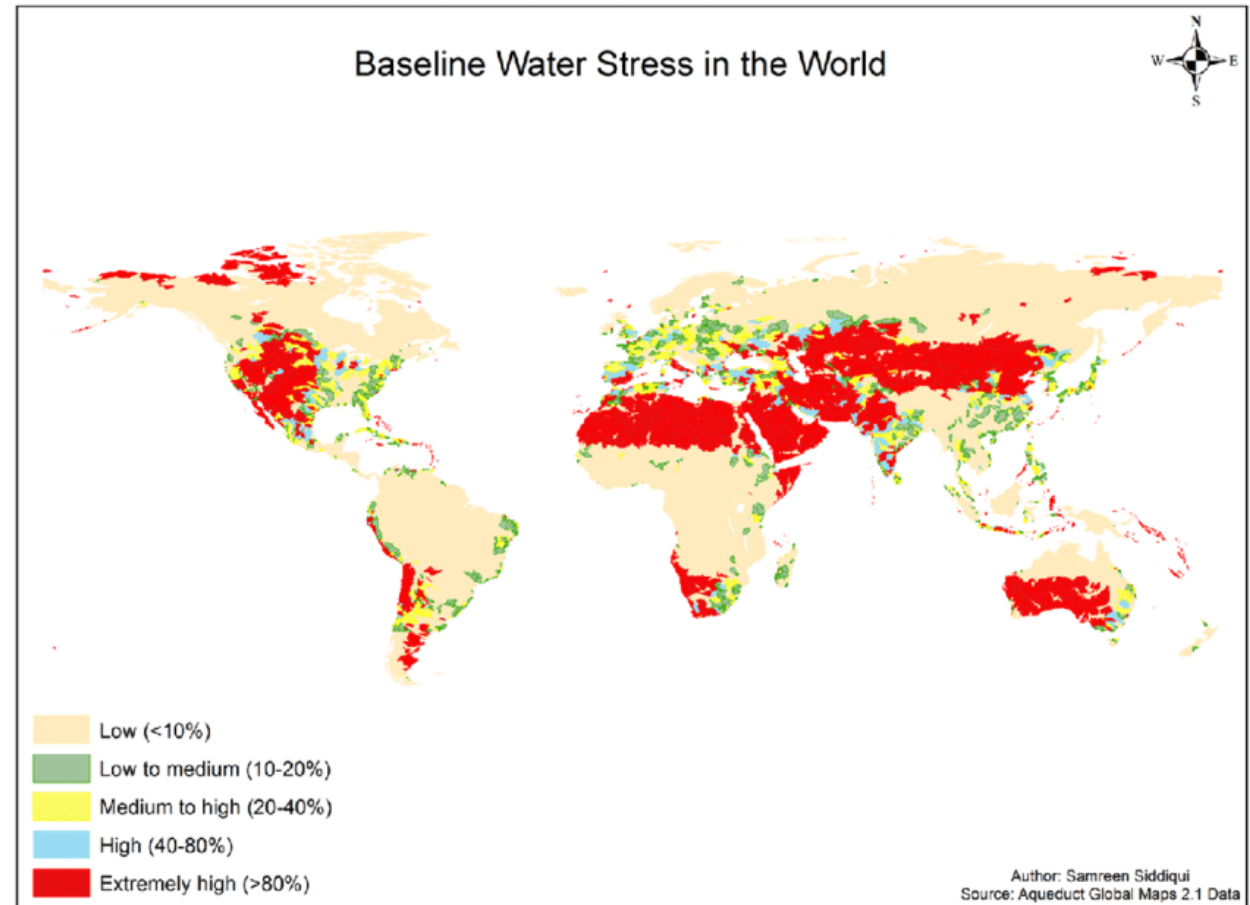 Baseline Water Stress in the World
N
W E
S
Low (<10%)
Low to medium (10-20%)
Medium to high (20-40%)
High (40-80%)
Extremely high (>80%)
Author: Samreen Siddiqui
Source: Aqueduct Global Maps 2.1 Data